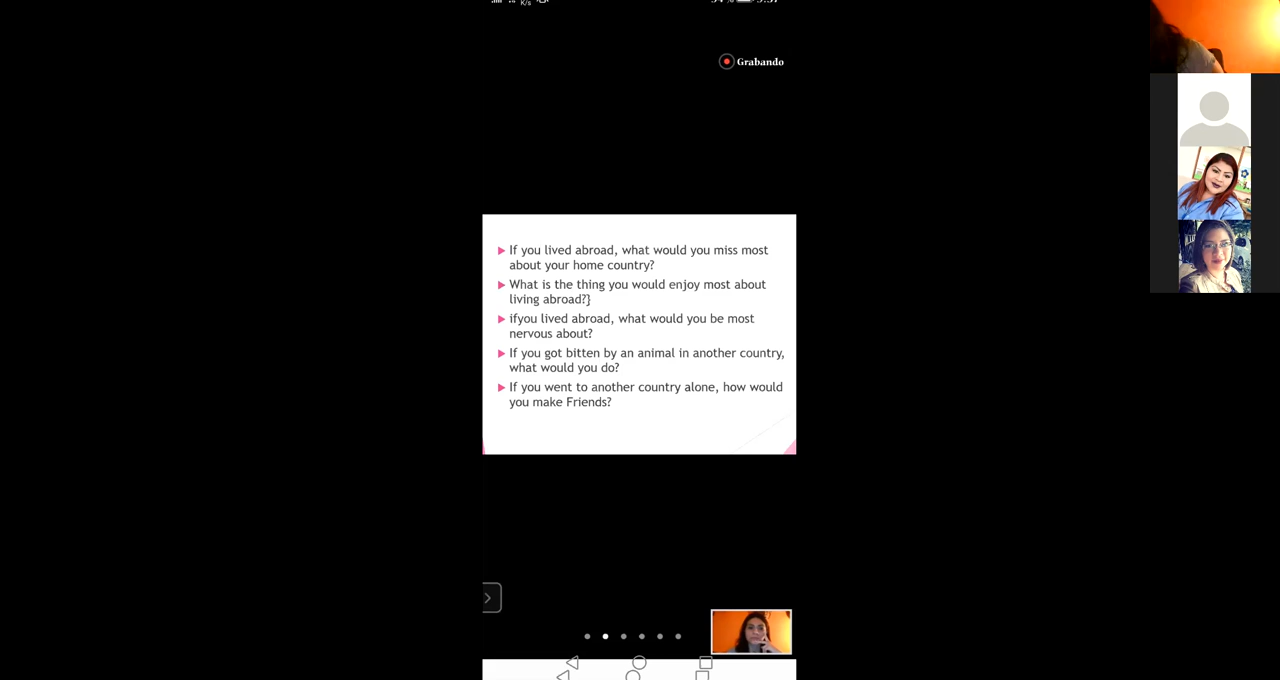 K/s
Grabando
If you lived abroad, what would you miss most
about your home country?
What is the thing you would enjoy most about
living abroad?}
ifyou lived abroad, what would you be most
nervous about?
If you got bitten by an animal in another country,
what would you do?
If you went to another country alone, how would
you make Friends?